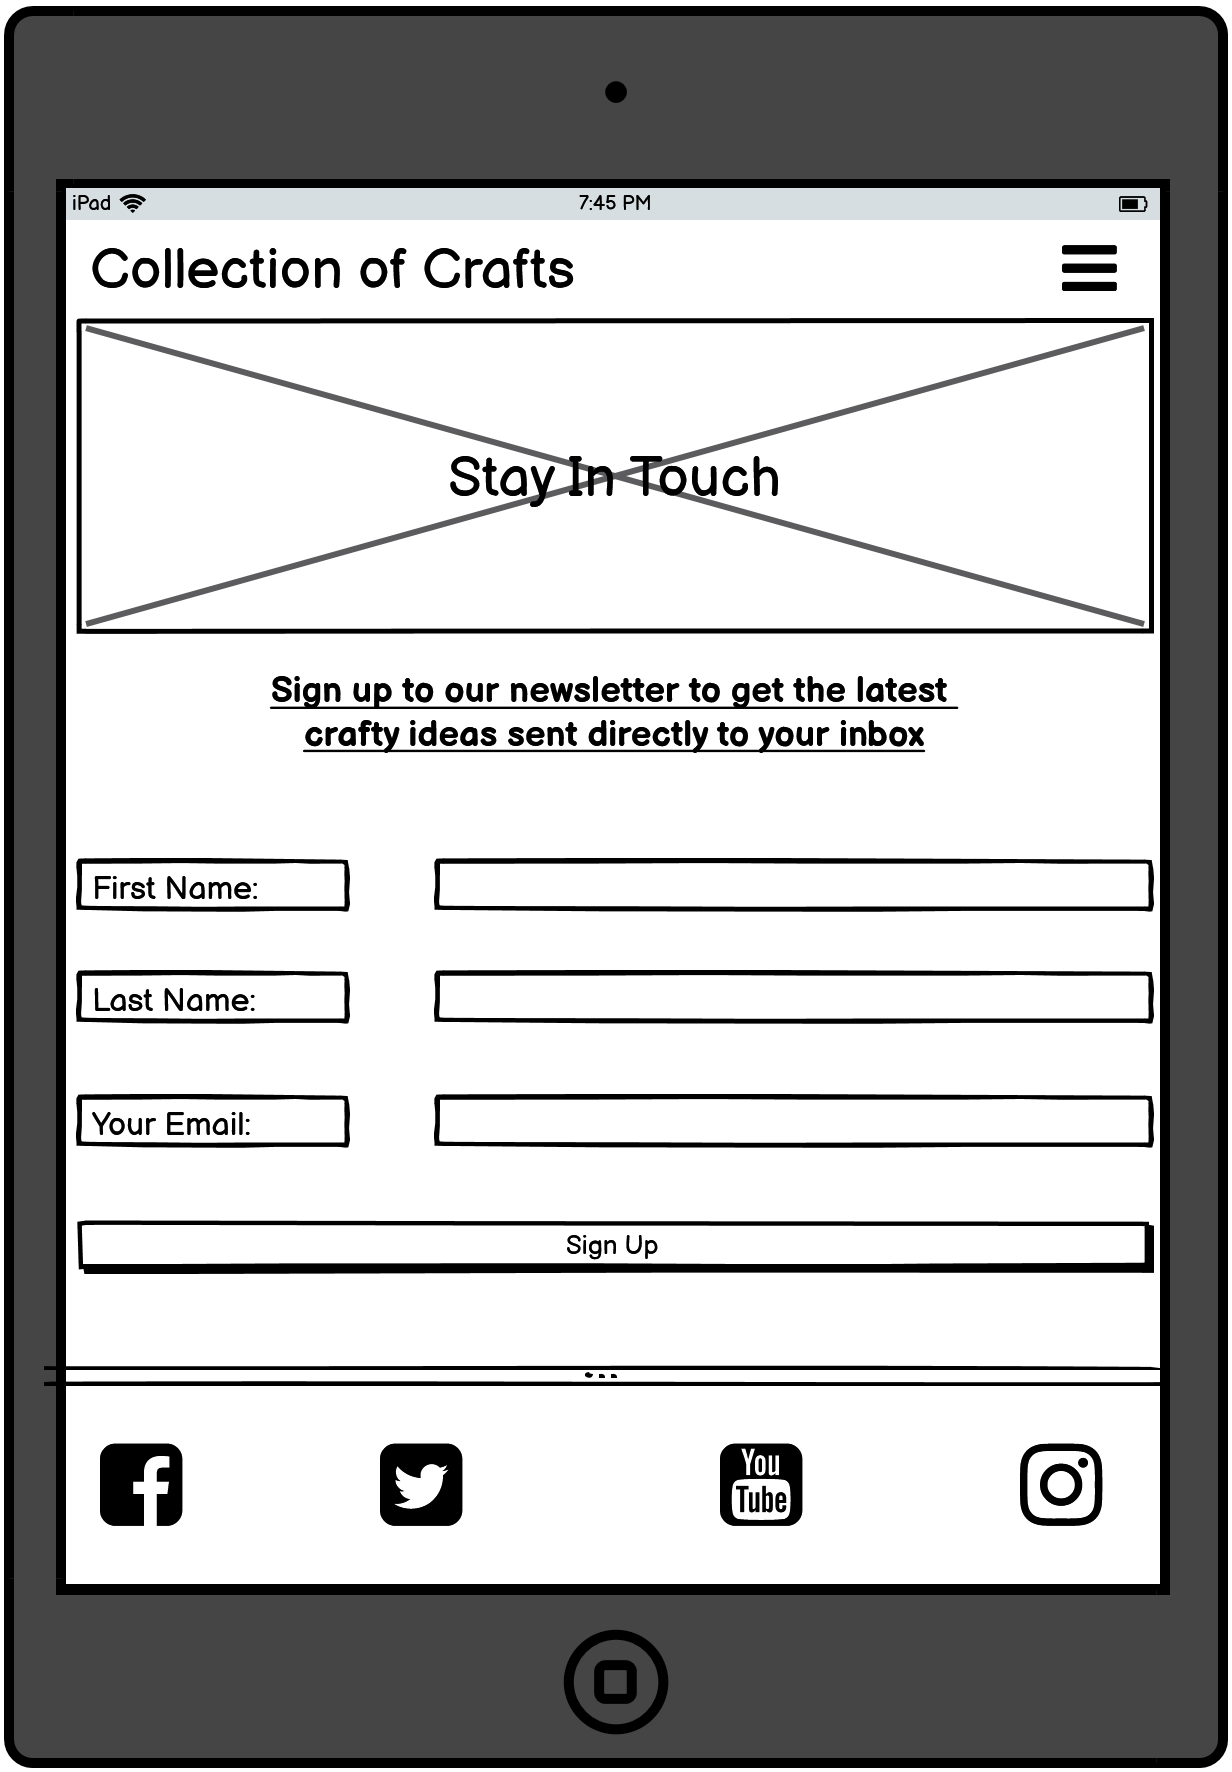 iPad
7:45 PM
Collection of Crafts
Stay In Touch
Sign up to our newsletter to get the latest
crafty ideas sent directly to your inbox
First Name:
Last Name:
Your Email:
Sign Up
You
Tube